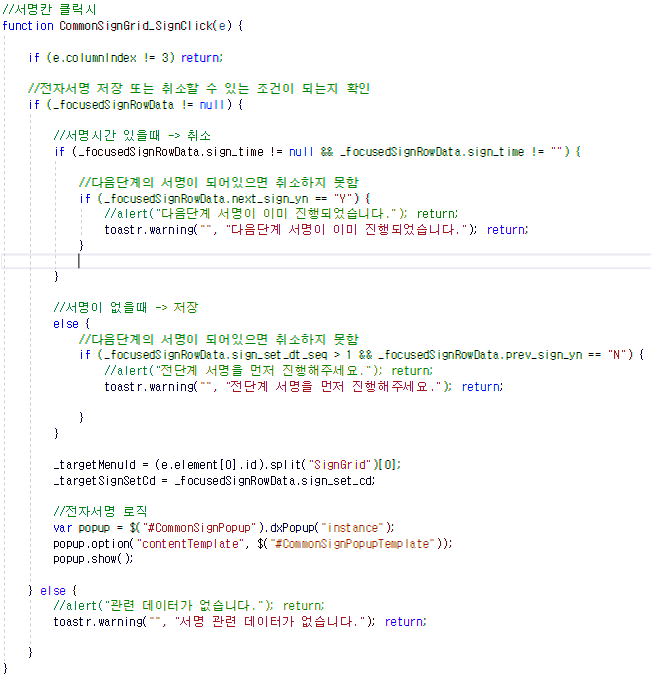 //서명칸 클릭시
function CommonSignGrid_SignClick(e) {
if (e.columnIndex != 3) return;
//전자서명 저장 또는 취소할 수 있는 조건이 되는지 확인
if (_focusedSignRowData != null) {
//서명시간 있을때 -> 취소
if (_focusedSignRowData.sign_time != null && _focusedSignRowData.sign_time != "") {
//다음단계의 서명이 되어있으면 취소하지 못함
if (_focusedSignRowData.next_sign_yn == "Y") {
//alert("다음단계 서명이 이미 진행되었습니다."); return;
toastr.warning("", "다음단계 서명이 이미 진행되었습니다."); return;
}
}
//서명이 없을때 -> 저장
else {
//다음단계의 서명이 되어있으면 취소하지 못함
if (_focusedSignRowData.sign_set_dt_seq > 1 && _focusedSignRowData.prev_sign_yn == "N") {
//alert("전단계 서명을 먼저 진행해주세요."); return;
toastr.warning("", "전단계 서명을 먼저 진행해주세요."); return;
}
}
_targetMenuId = (e.element[0].id).split("SignGrid")[0];
_targetSignSetCd = _focusedSignRowData.sign_set_cd;
//전자서명 로직
var popup = $("#CommonSignPopup").dxPopup("instance");
popup.option("contentTemplate", $("#CommonSignPopupTemplate"));
popup.show();
} else {
//alert("관련 데이터가 없습니다."); return;
toastr.warning("", "서명 관련 데이터가 없습니다."); return;
}
}